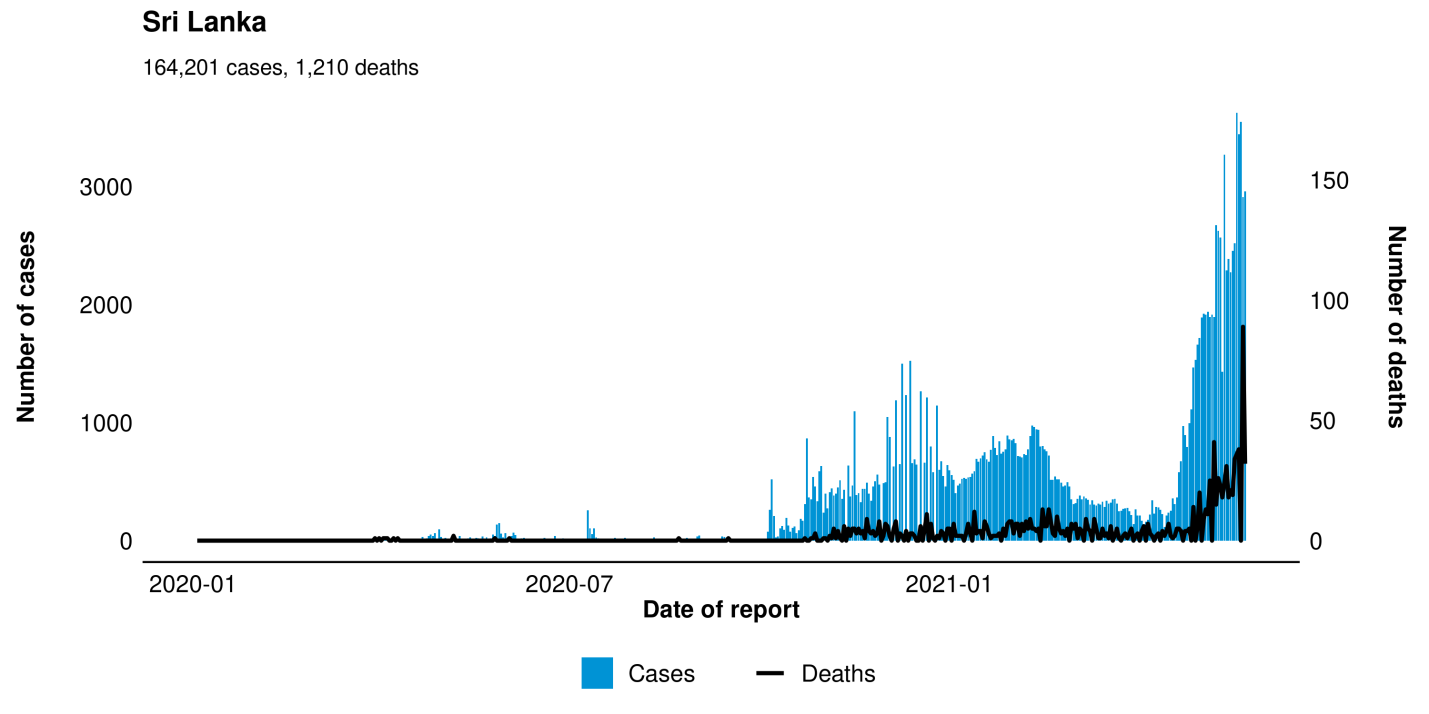 Sri Lanka
164,201 cases, 1,210 deaths
Number of cases
3000
2000
1000
0
150
100
50
0
Number of deaths
2020-01
2020-07
2021-01
Date of report
Cases
Deaths